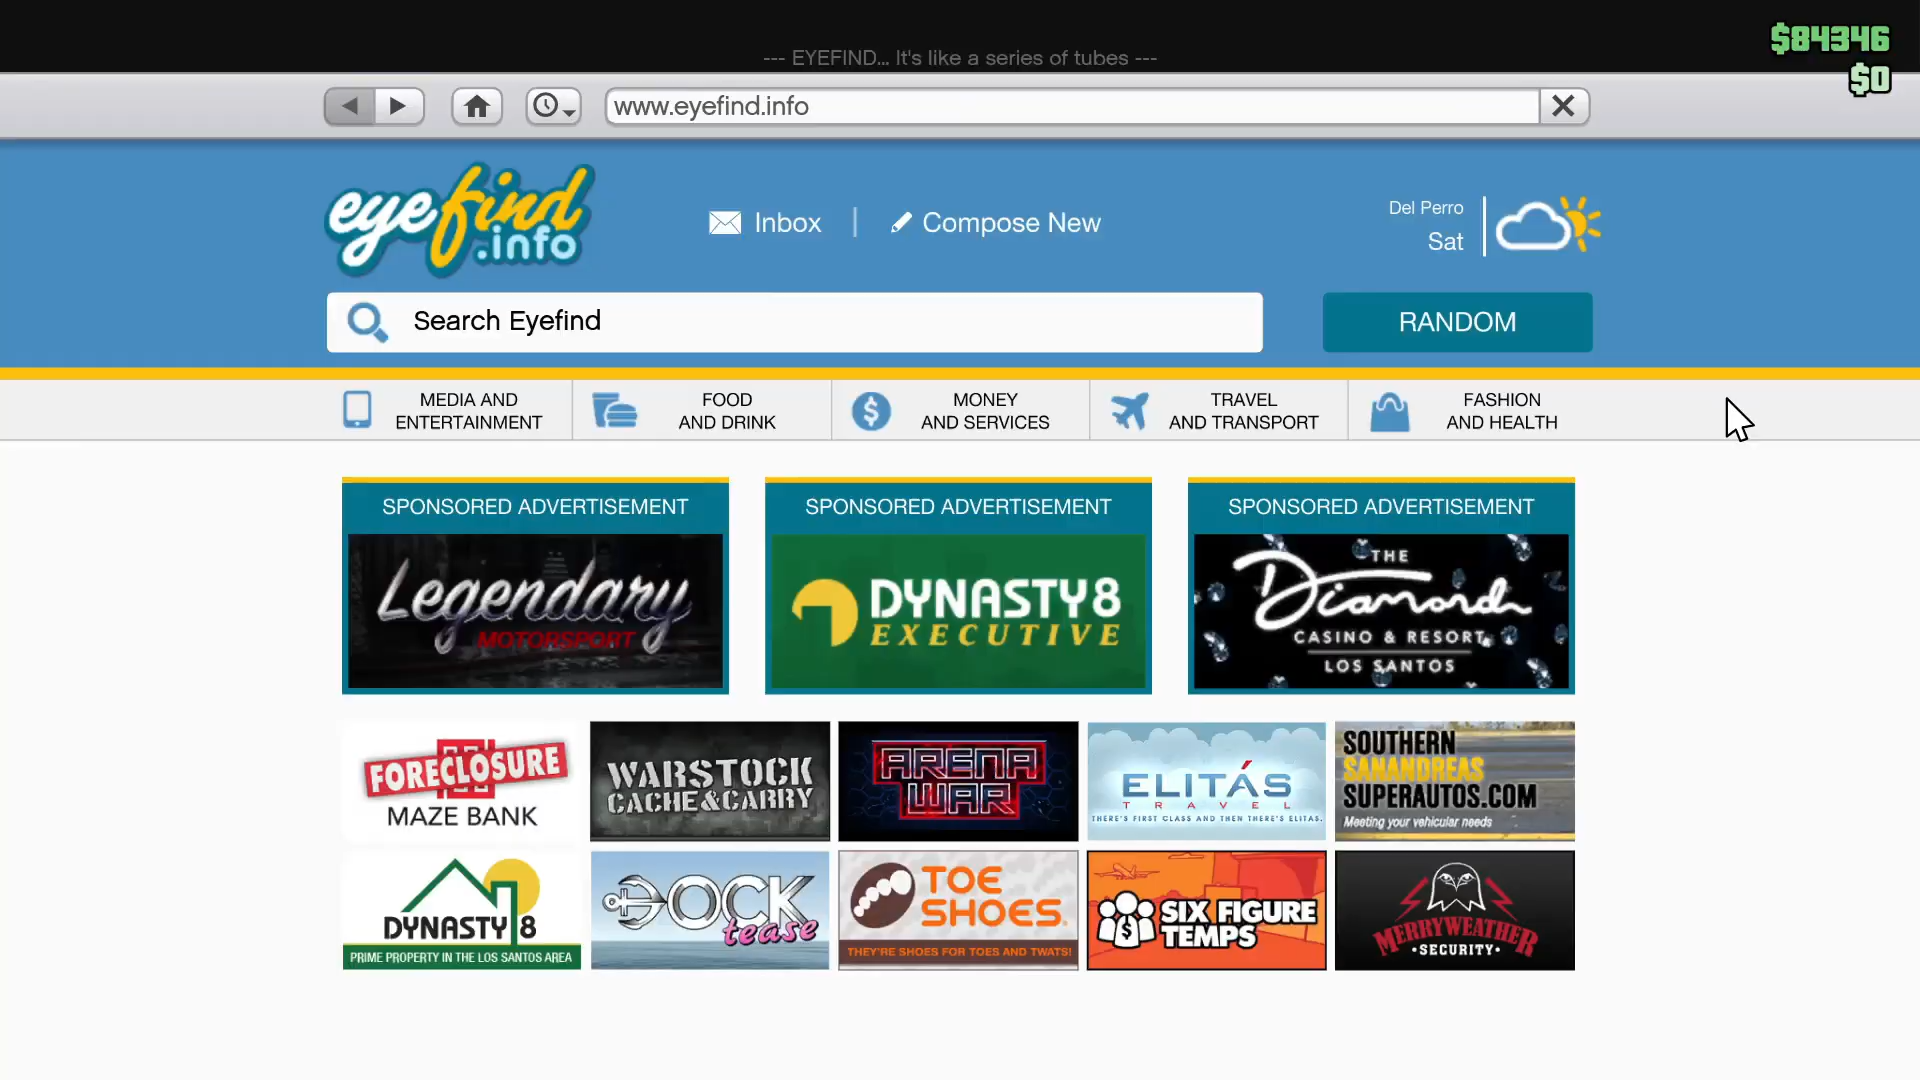 $84346
--- EYEFIND... It's like a series of tubes ---
$0
www.eyefind.info
eyefind
.info
Inbox
Compose New
Del Perro
Sat
Search Eyefind
RANDOM
MEDIA AND
ENTERTAINMENT
FOOD
AND DRINK
MONEY
AND SERVICES
TRAVEL
AND TRANSPORT
FASHION
AND HEALTH
SPONSORED ADVERTISEMENT
Legendary
MOTORSPORT
SPONSORED ADVERTISEMENT
DYNASTY 8
EXECUTIVE
SPONSORED ADVERTISEMENT
THE
Diamond
CASINO & RESORT
LOS SANTOS
FORECLOSURE
MAZE BANK
WARSTOCK
CACHE&CARRY
ARENA
WAR
ELITÁS
TRAVEL
THERE'S FIRST CLASS AND THEN THERE'S ELITAS.
SOUTHERN
SANANDREAS
SUPERAUTOS.COM
Meeting your vehicular needs
DYNASTY 8
PRIME PROPERTY IN THE LOS SANTOS AREA
DOCK
tease
TOE
SHOES
THEY'RE SHOES FOR TOES AND TWATS!
SIX FIGURE
TEMPS
MERRYWEATHER
SECURITY